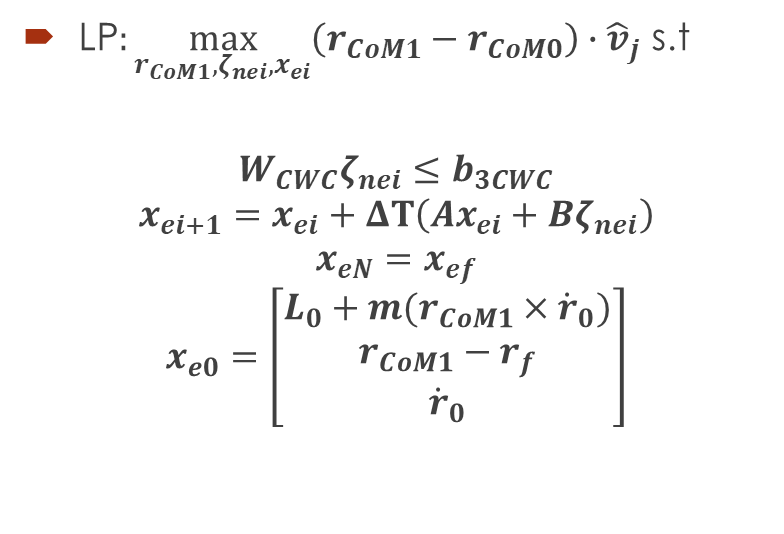 LP: max (r_CoM1 − r_CoM0) · v̂_j s.t
r_CoM1,ζ_nei,x_ei
W_CWC ζ_nei ≤ b_3CWC
x_ei+1 = x_ei + ΔT(Ax_ei + Bζ_nei)
x_eN = x_ef
L_0 + m(r_CoM1 × ṙ_0)
x_e0 = [ r_CoM1 − r_f ]
ṙ_0